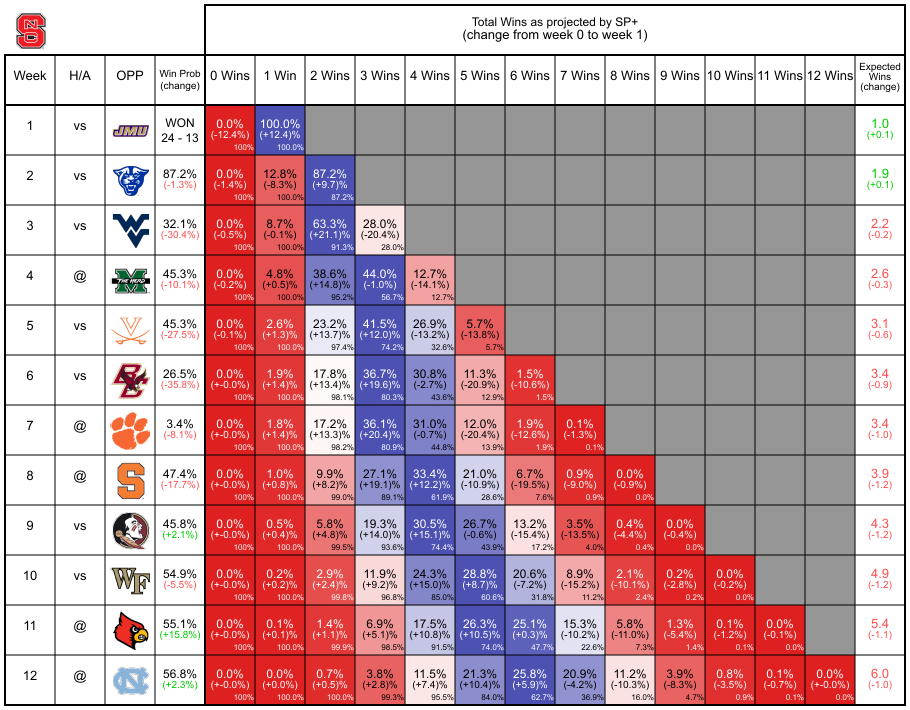 Total Wins as projected by SP+
(change from week 0 to week 1)
Week H/A OPP Win Prob (change) 0 Wins 1 Win 2 Wins 3 Wins 4 Wins 5 Wins 6 Wins 7 Wins 8 Wins 9 Wins 10 Wins 11 Wins 12 Wins Expected Wins (change)
1 vs JMU WON 0.0% 100.0% 1.0
24 - 13 (-12.4%) (+12.4)% (+0.1)
100% 100.0%
2 vs 87.2% 0.0% 12.8% 87.2% 1.9
(-1.3%) (-1.4%) (-8.3%) (+9.7)% (+0.1)
100% 100.0% 87.2%
3 vs WV 32.1% 0.0% 8.7% 63.3% 28.0% 2.2
(-30.4%) (-0.5%) (-0.1%) (+21.1)% (-20.4%) (-0.2)
100% 100.0% 91.3% 28.0%
4 @ THE HERD 45.3% 0.0% 4.8% 38.6% 44.0% 12.7% 2.6
(-10.1%) (-0.2%) (+0.5)% (+14.8)% (-1.0%) (-14.1%) (-0.3)
100% 100.0% 95.2% 56.7% 12.7%
5 vs V 45.3% 0.0% 2.6% 23.2% 41.5% 26.9% 5.7% 3.1
(-27.5%) (-0.1%) (+1.3)% (+13.7)% (+12.0)% (-13.2%) (-13.8%) (-0.6)
100% 100.0% 97.4% 74.2% 32.6% 5.7%
6 vs BC 26.5% 0.0% 1.9% 17.8% 36.7% 30.8% 11.3% 1.5% 3.4
(-35.8%) (+-0.0)% (+1.4)% (+13.4)% (+19.6)% (-2.7%) (-20.9%) (-10.6%) (-0.9)
100% 100.0% 98.1% 80.3% 43.6% 12.9% 1.5%
7 @ 3.4% 0.0% 1.8% 17.2% 36.1% 31.0% 12.0% 1.9% 0.1% 3.4
(-8.1%) (+-0.0)% (+1.4)% (+13.3)% (+20.4)% (-0.7%) (-20.4%) (-12.6%) (-1.3%) (-1.0)
100% 100.0% 98.2% 80.9% 44.8% 13.9% 1.9% 0.1%
8 @ S 47.4% 0.0% 1.0% 9.9% 27.1% 33.4% 21.0% 6.7% 0.9% 0.0% 3.9
(-17.7%) (+-0.0)% (+0.8)% (+8.2)% (+19.1)% (+12.2)% (-10.9%) (-19.5%) (-9.0%) (-0.9%) (-1.2)
100% 100.0% 99.0% 89.1% 61.9% 28.6% 7.6% 0.9% 0.0%
9 vs 45.8% 0.0% 0.5% 5.8% 19.3% 30.5% 26.7% 13.2% 3.5% 0.4% 0.0% 4.3
(+2.1%) (+-0.0)% (+0.4)% (+4.8)% (+14.0)% (+15.1)% (-0.6%) (-15.4%) (-13.5%) (-4.4%) (-0.4%) (-1.2)
100% 100.0% 99.5% 93.6% 74.4% 43.9% 17.2% 4.0% 0.4% 0.0%
10 vs WF 54.9% 0.0% 0.2% 2.9% 11.9% 24.3% 28.8% 20.6% 8.9% 2.1% 0.2% 0.0% 4.9
(-5.5%) (+-0.0)% (+0.2)% (+2.4)% (+9.2)% (+15.0)% (+8.7)% (-7.2%) (-15.2%) (-10.1%) (-2.8%) (-0.2%) (-1.2)
100% 100.0% 99.8% 96.8% 85.0% 60.6% 31.8% 11.2% 2.4% 0.2% 0.0%
11 @ 55.1% 0.0% 0.1% 1.4% 6.9% 17.5% 26.3% 25.1% 15.3% 5.8% 1.3% 0.1% 0.0% 5.4
(+15.8%) (+-0.0)% (+0.1)% (+1.1)% (+5.1)% (+10.8)% (+10.5)% (+0.3)% (-10.2%) (-11.0%) (-5.4%) (-1.2%) (-0.1%) (-1.1)
100% 100.0% 99.9% 98.5% 91.5% 74.0% 47.7% 22.6% 7.3% 1.4% 0.1% 0.0%
12 @ NC 56.8% 0.0% 0.0% 0.7% 3.8% 11.5% 21.3% 25.8% 20.9% 11.2% 3.9% 0.8% 0.1% 0.0% 6.0
(+2.3%) (+-0.0)% (+0.0)% (+0.5)% (+2.8)% (+7.4)% (+10.4)% (+5.9)% (-4.2%) (-10.3%) (-8.3%) (-3.5%) (-0.7%) (+-0.0)% (-1.0)
100% 100.0% 100.0% 99.3% 95.5% 84.0% 62.7% 36.9% 16.0% 4.7% 0.9% 0.1% 0.0%